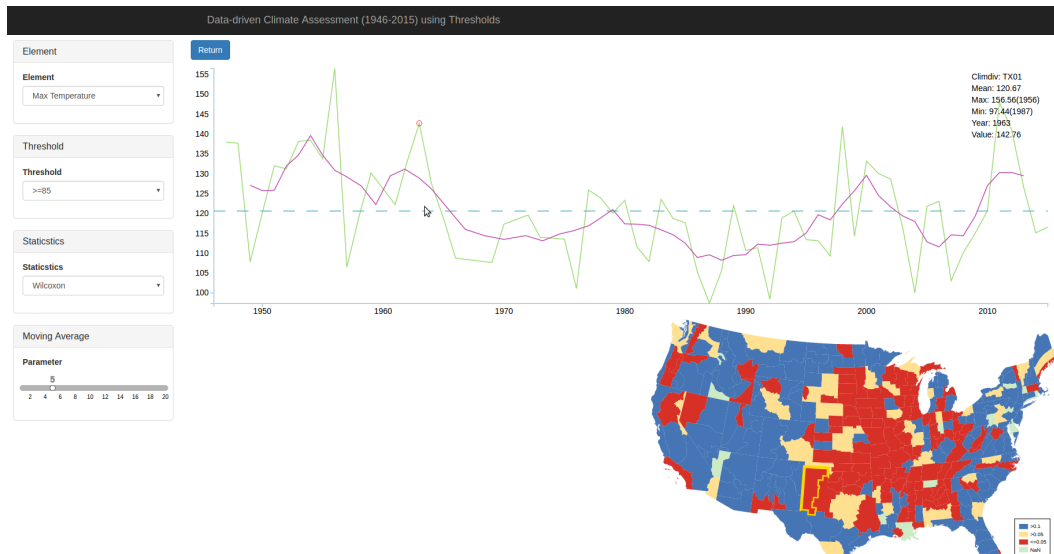 Data-driven Climate Assessment (1946-2015) using Thresholds
Element
Element
Max Temperature
Threshold
Threshold
>=85
Staticstics
Staticstics
Wilcoxon
Moving Average
Parameter
5
2 4 6 8 10 12 14 16 18 20
Return
155
150
145
140
135
130
125
120
115
110
105
100
1950 1960 1970 1980 1990 2000 2010
Climdiv: TX01
Mean: 120.67
Max: 156.56(1956)
Min: 97.44(1987)
Year: 1963
Value: 142.76
>0.1
>0.05
<=0.05
NaN